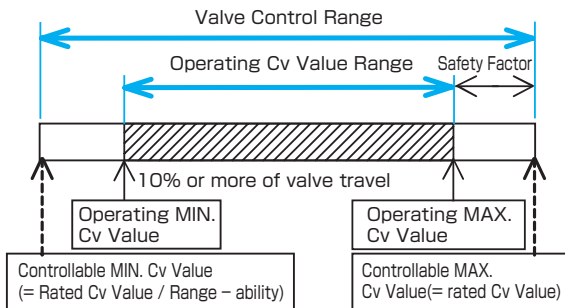 Valve Control Range
Operating Cv Value Range
Safety Factor
10% or more of valve travel
Operating MIN.
Cv Value
Operating MAX.
Cv Value
Controllable MIN. Cv Value
(= Rated Cv Value / Range – ability)
Controllable MAX.
Cv Value(= rated Cv Value)